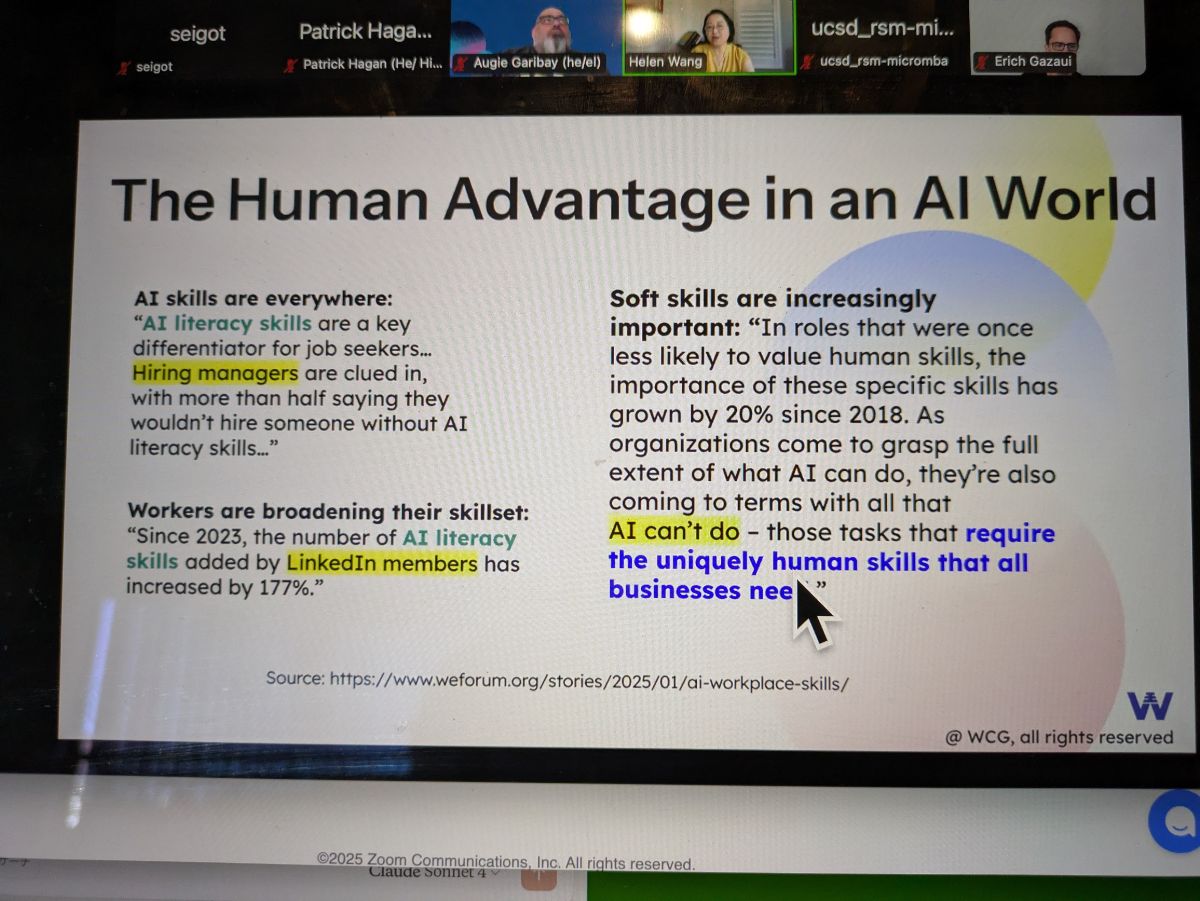 seigot
Patrick Haga...
ucsd_rsm-mi...
seigot
Patrick Hagan (He/ Hi...
Augie Garibay (he/el)
Helen Wang
ucsd_rsm-micromba
Erich Gazaui
The Human Advantage in an AI World
AI skills are everywhere:
“AI literacy skills are a key
differentiator for job seekers...
Hiring managers are clued in,
with more than half saying they
wouldn’t hire someone without AI
literacy skills...”
Workers are broadening their skillset:
“Since 2023, the number of AI literacy
skills added by LinkedIn members has
increased by 177%.”
Soft skills are increasingly
important: “In roles that were once
less likely to value human skills, the
importance of these specific skills has
grown by 20% since 2018. As
organizations come to grasp the full
extent of what AI can do, they’re also
coming to terms with all that
AI can’t do – those tasks that require
the uniquely human skills that all
businesses nee ”
Source: https://www.weforum.org/stories/2025/01/ai-workplace-skills/
W
@ WCG, all rights reserved
©2025 Zoom Communications, Inc. All rights reserved.
Claude Sonnet 4